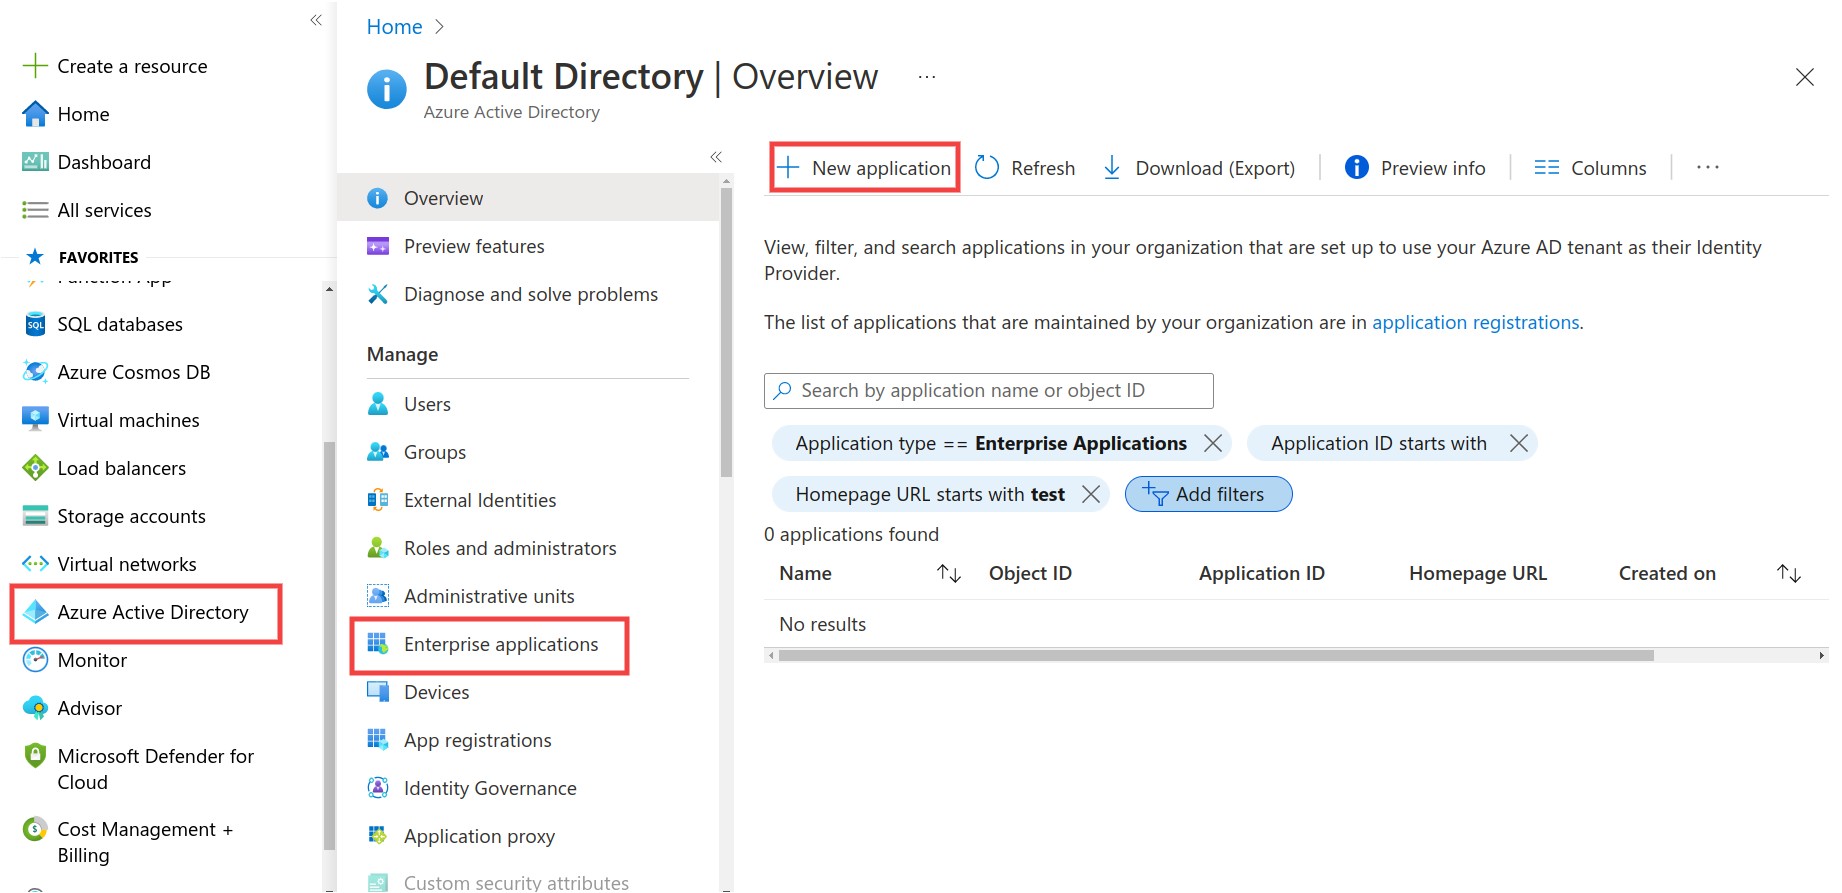 Create a resource
Home
Dashboard
All services
FAVORITES
Function App
SQL databases
Azure Cosmos DB
Virtual machines
Load balancers
Storage accounts
Virtual networks
Azure Active Directory
Monitor
Advisor
Microsoft Defender for
Cloud
Cost Management +
Billing
Home
Default Directory | Overview
Azure Active Directory
Overview
Preview features
Diagnose and solve problems
Manage
Users
Groups
External Identities
Roles and administrators
Administrative units
Enterprise applications
Devices
App registrations
Identity Governance
Application proxy
Custom security attributes
New application
Refresh
Download (Export)
Preview info
Columns
View, filter, and search applications in your organization that are set up to use your Azure AD tenant as their Identity
Provider.
The list of applications that are maintained by your organization are in application registrations.
Search by application name or object ID
Application type == Enterprise Applications
Application ID starts with
Homepage URL starts with test
Add filters
0 applications found
Name Object ID Application ID Homepage URL Created on
No results